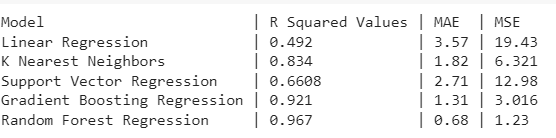 Model | R Squared Values | MAE | MSE
Linear Regression | 0.492 | 3.57 | 19.43
K Nearest Neighbors | 0.834 | 1.82 | 6.321
Support Vector Regression | 0.6608 | 2.71 | 12.98
Gradient Boosting Regression | 0.921 | 1.31 | 3.016
Random Forest Regression | 0.967 | 0.68 | 1.23